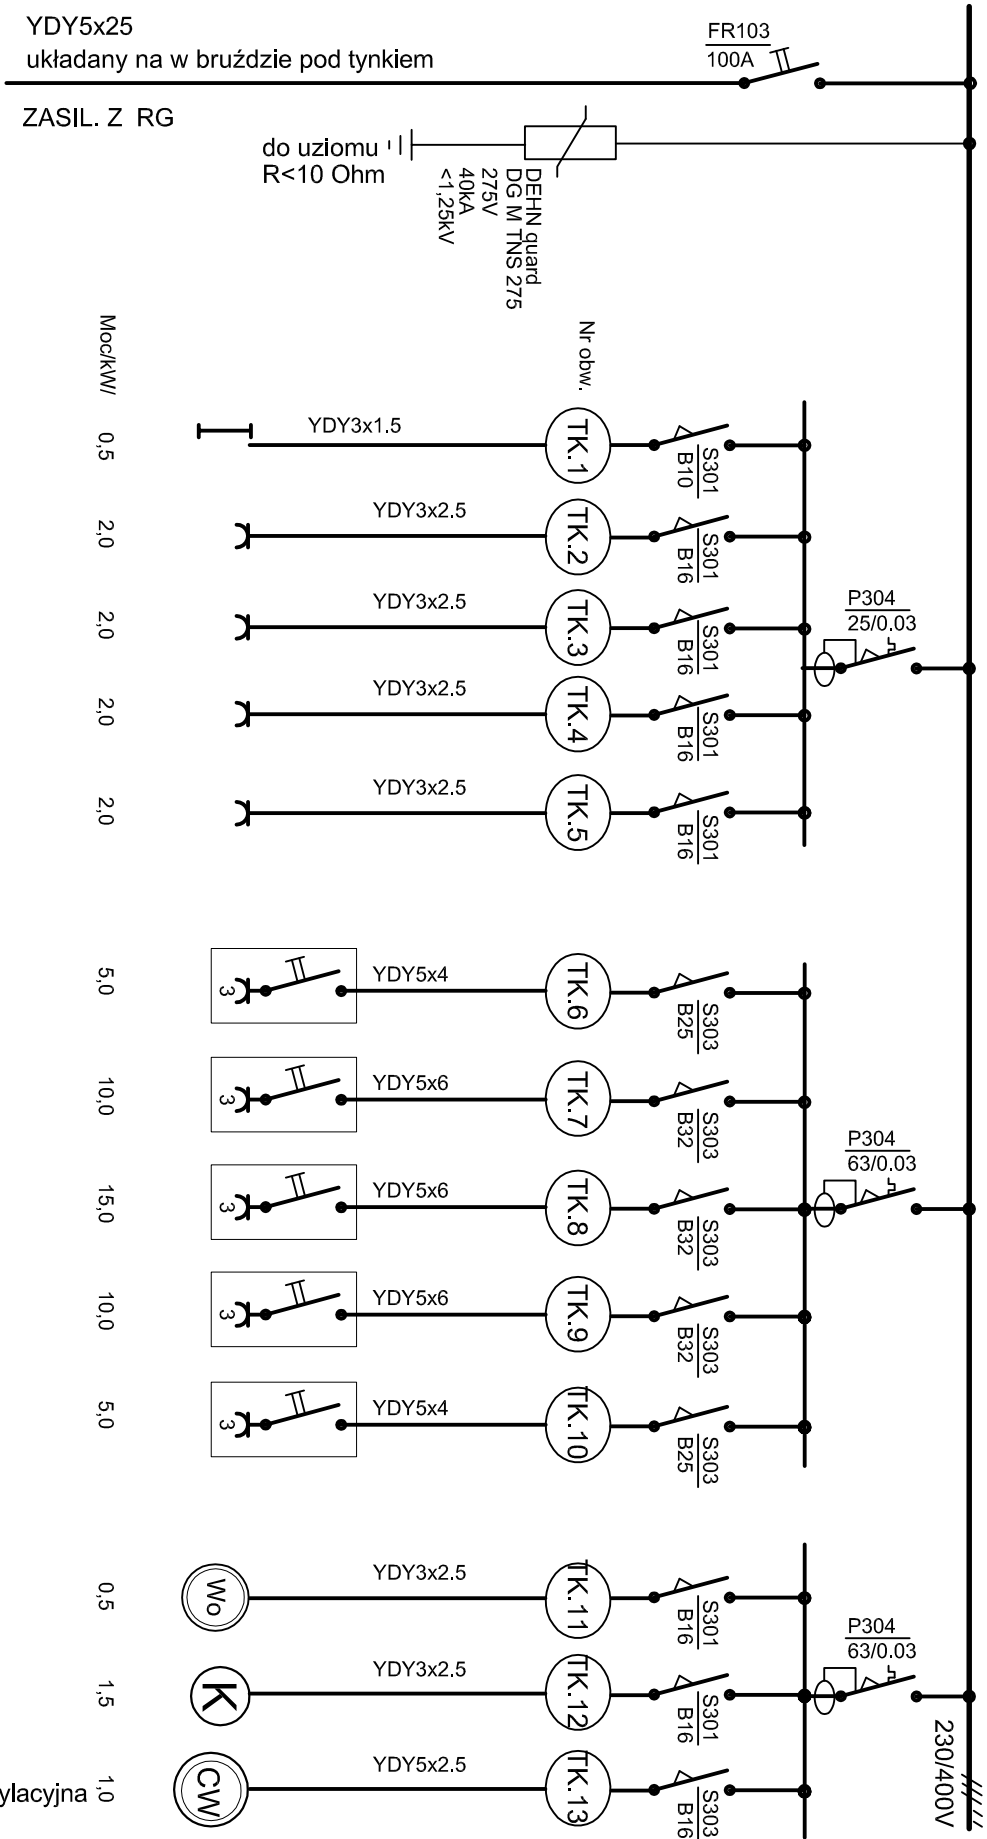 YDY5x25
układany na w bruździe pod tynkiem
ZASIL. Z RG
FR103
100A
do uziomu
R<10 Ohm
DEHN quard
DG M TNS 275
275V
40kA
<1,25kV
Moc/kW/
Nr obw.
0,5
YDY3x1.5
TK.1
S301
B10
2,0
YDY3x2.5
TK.2
S301
B16
2,0
YDY3x2.5
TK.3
S301
B16
P304
25/0.03
2,0
YDY3x2.5
TK.4
S301
B16
2,0
YDY3x2.5
TK.5
S301
B16
5,0
3
YDY5x4
TK.6
S303
B25
10,0
3
YDY5x6
TK.7
S303
B32
15,0
3
YDY5x6
TK.8
S303
B32
P304
63/0.03
10,0
3
YDY5x6
TK.9
S303
B32
5,0
3
YDY5x4
TK.10
S303
B25
0,5
Wo
YDY3x2.5
TK.11
S301
B16
1,5
K
YDY3x2.5
TK.12
S301
B16
P304
63/0.03
ylacyjna
1,0
CW
YDY5x2.5
TK.13
S303
B16
230/400V